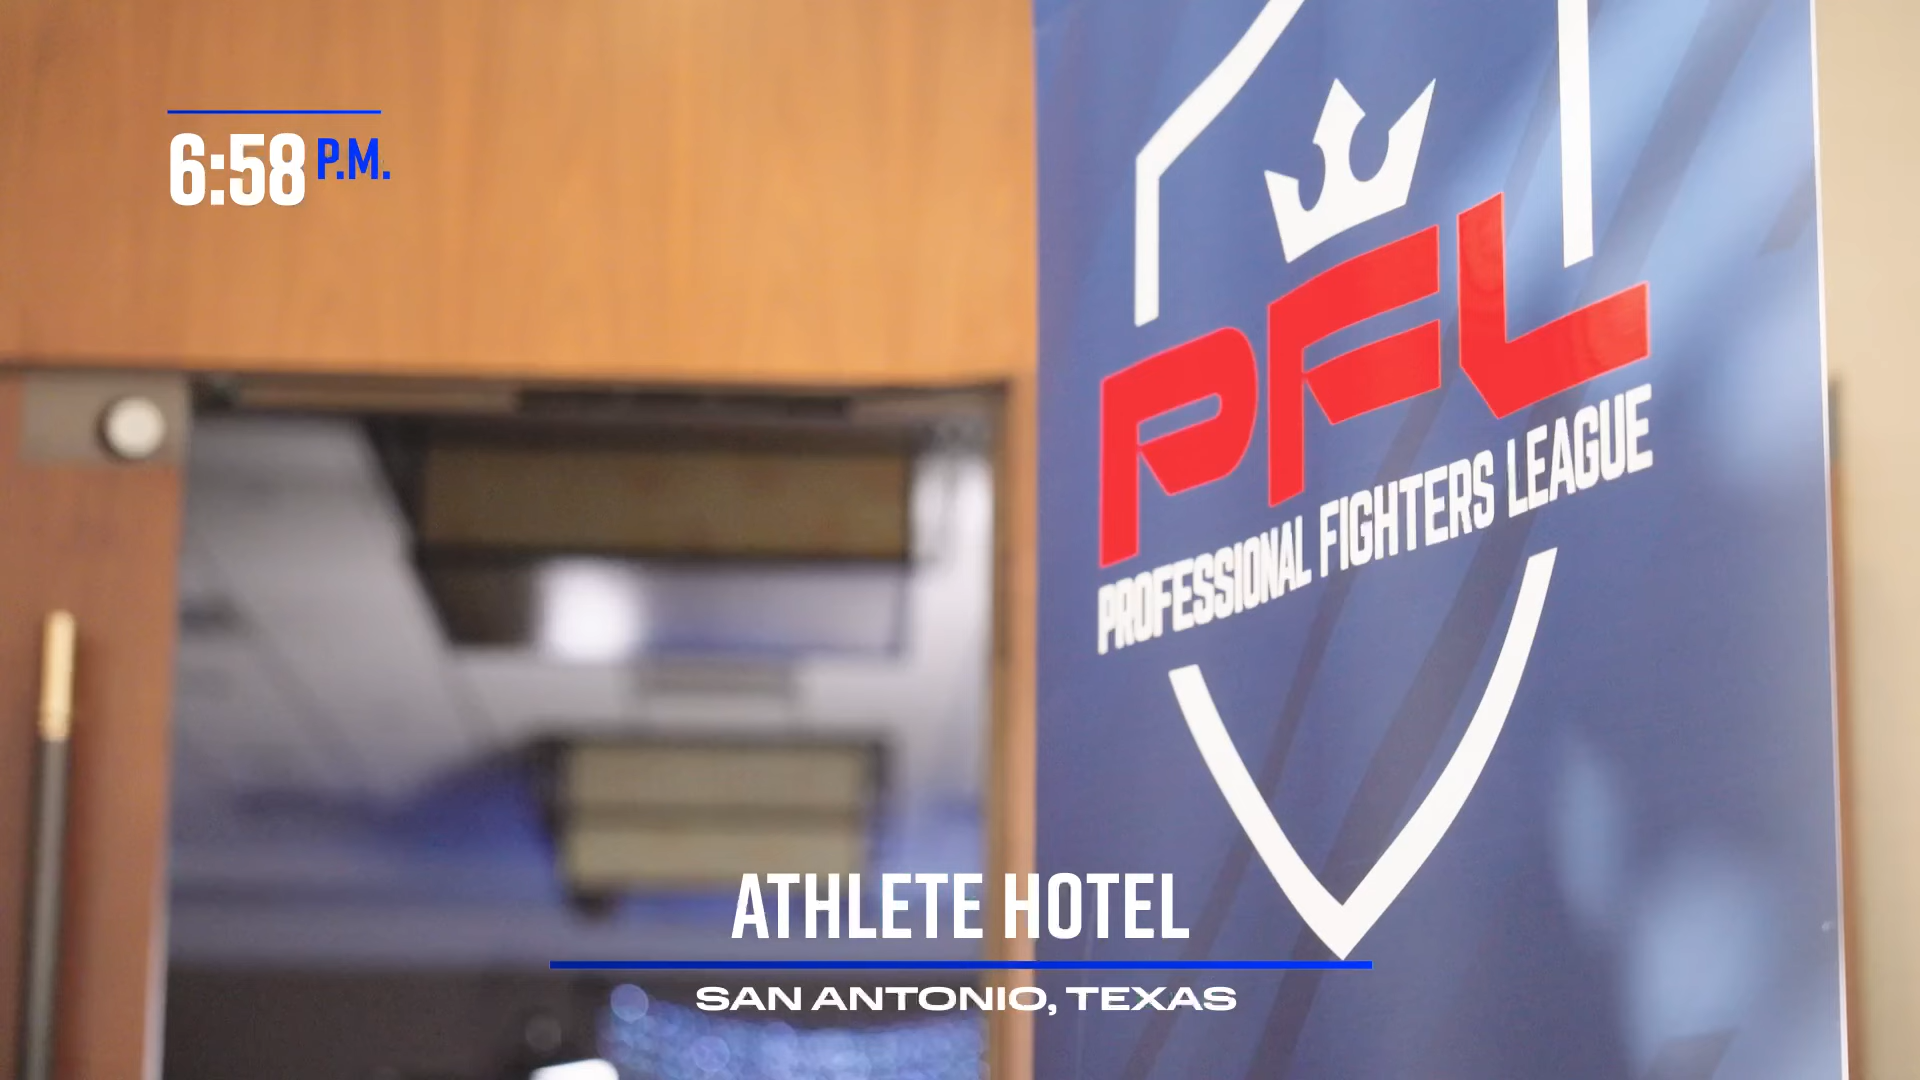 6:58 P.M.
PFL
PROFESSIONAL FIGHTERS LEAGUE
ATHLETE HOTEL
SAN ANTONIO, TEXAS